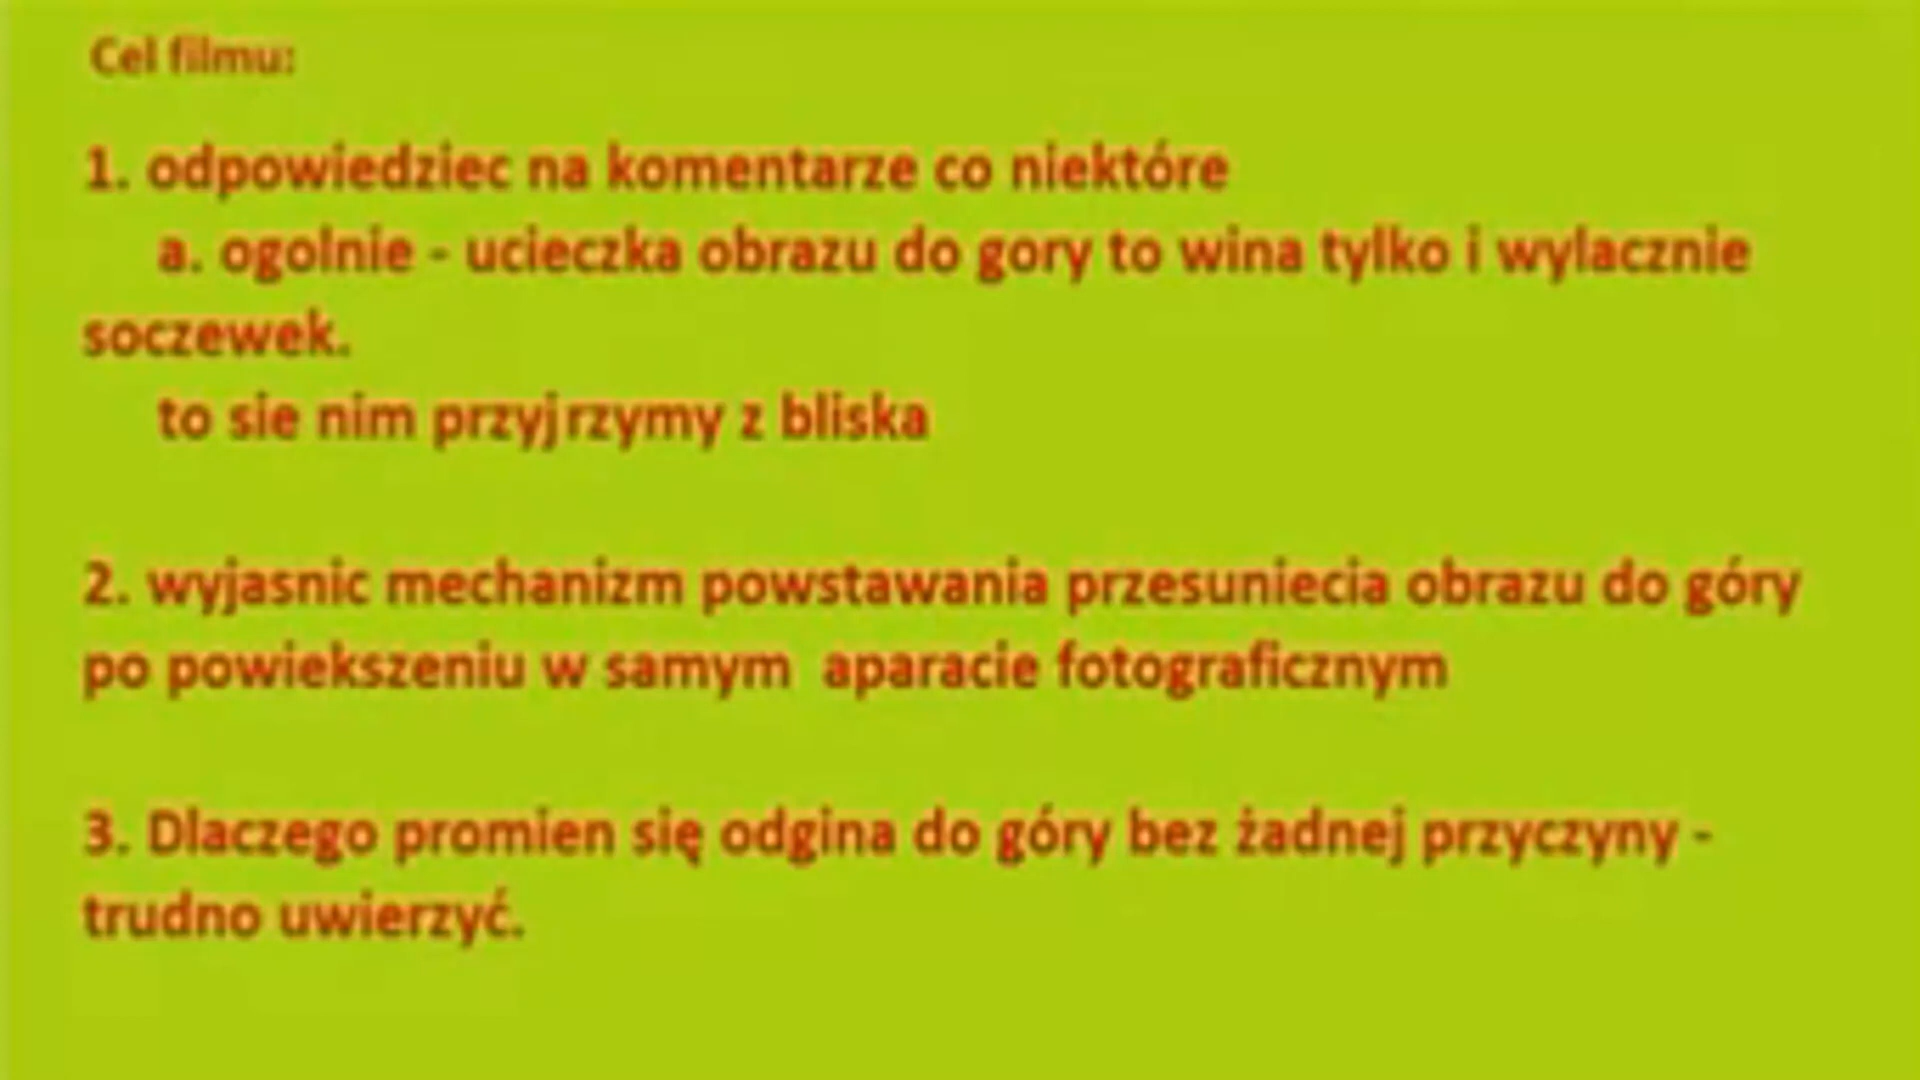 Cel filmu:
1. odpowiedziec na komentarze co niektóre
a. ogolnie - ucieczka obrazu do gory to wina tylko i wylacznie
soczewek.
to sie nim przyjrzymy z bliska
2. wyjasnic mechanizm powstawania przesuniecia obrazu do góry
po powiekszeniu w samym aparacie fotograficznym
3. Dlaczego promien się odgina do góry bez żadnej przyczyny -
trudno uwierzyć.